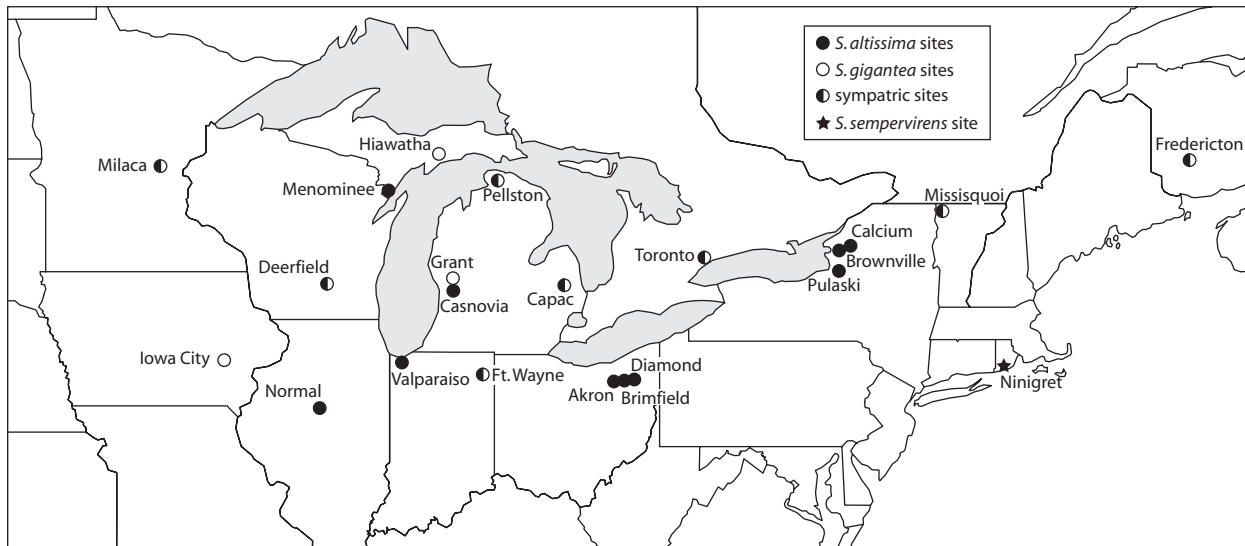 S. altissima sites
S. gigantea sites
sympatric sites
S. sempervirens site
Fredericton
Hiawatha
Milaca
Menominee
Pellston
Missisquoi
Calcium
Toronto
Brownville
Deerfield
Grant
Pulaski
Casnovia
Capac
Iowa City
Diamond
Valparaiso
Ft. Wayne
Ninigret
Normal
Akron
Brimfield